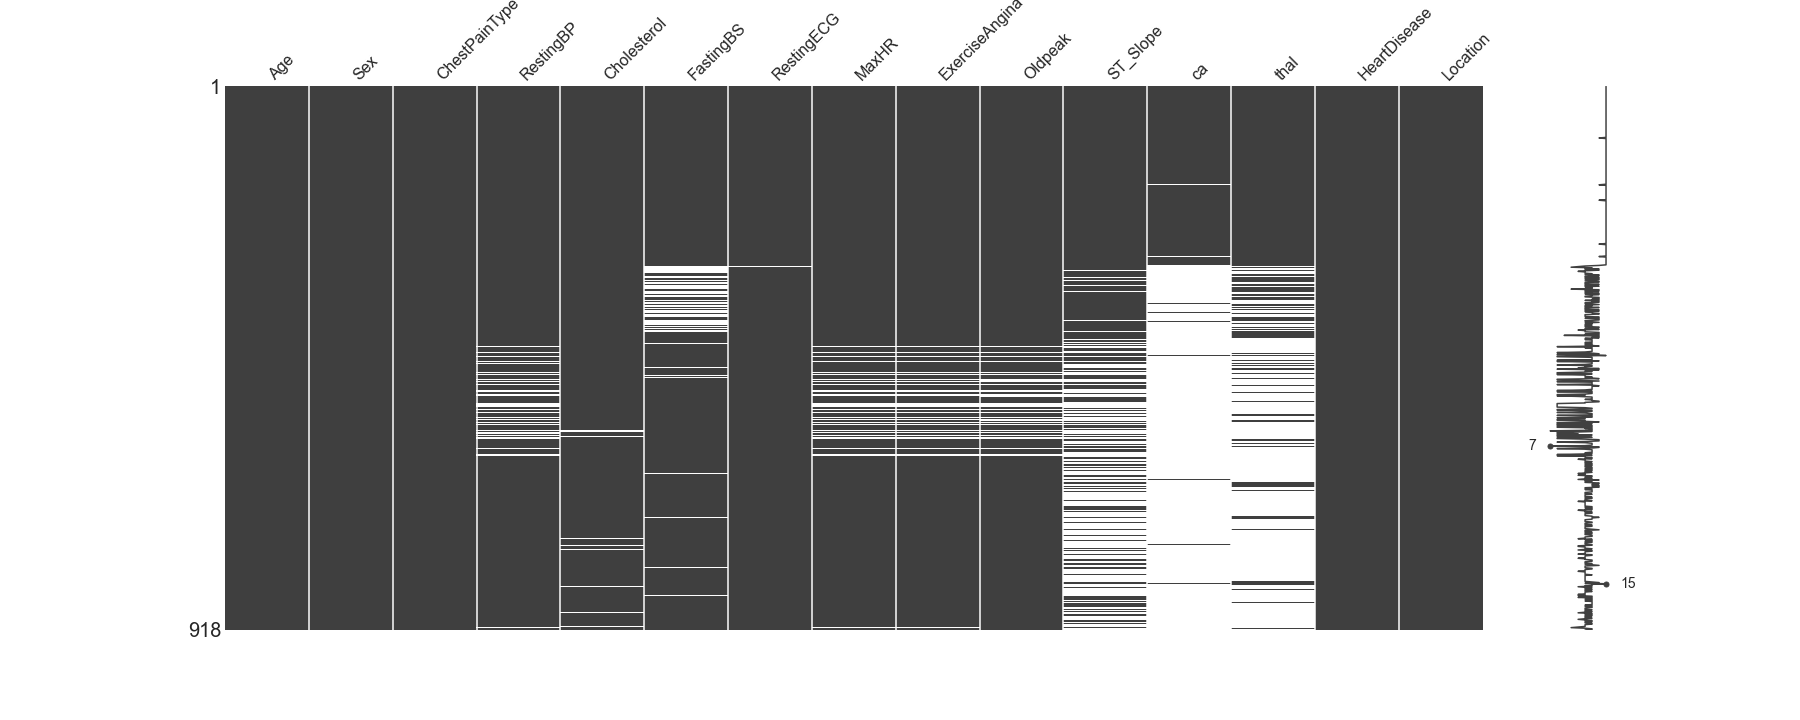 Age
Sex
ChestPainType
RestingBP
Cholesterol
FastingBS
RestingECG
MaxHR
ExerciseAngina
Oldpeak
ST_Slope
ca
thal
HeartDisease
Location
1
7
15
918